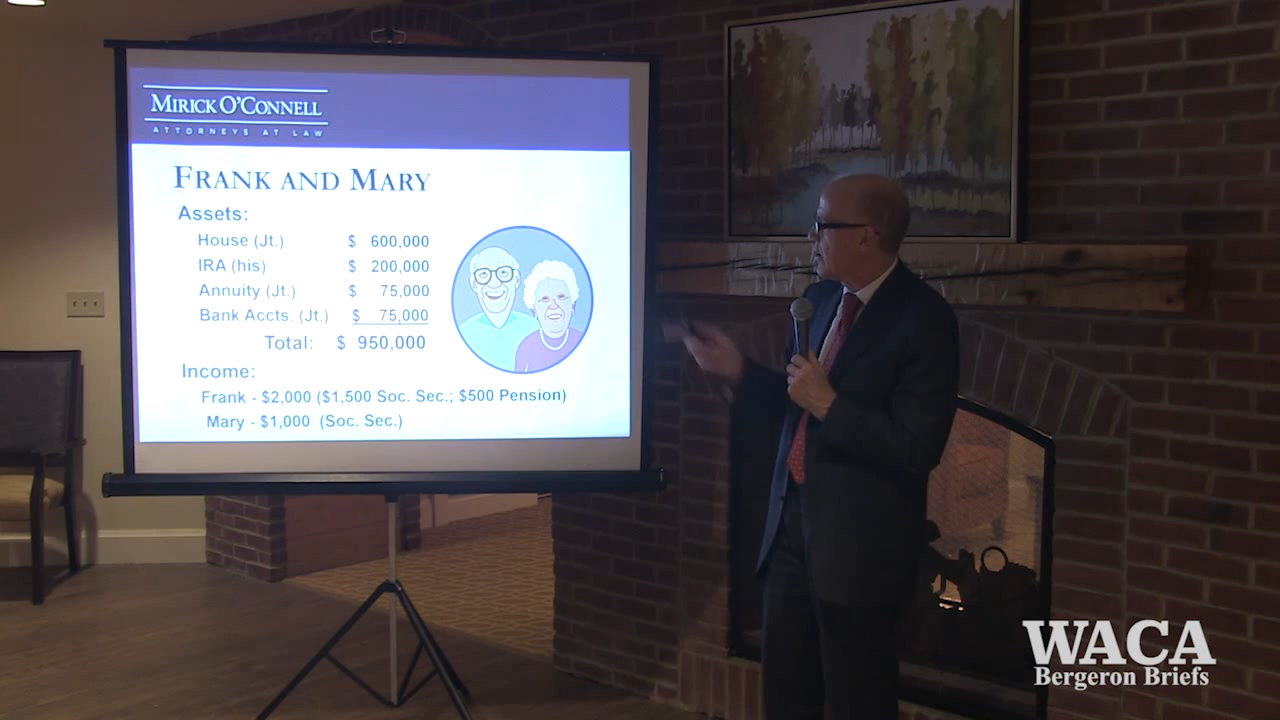 MIRICK O'CONNELL
ATTORNEYS AT LAW
FRANK AND MARY
Assets:
House (Jt.) $ 600,000
IRA (his) $ 200,000
Annuity (Jt.) $ 75,000
Bank Accts. (Jt.) $ 75,000
Total: $ 950,000
Income:
Frank - $2,000 ($1,500 Soc. Sec.; $500 Pension)
Mary - $1,000 (Soc. Sec.)
WACA
Bergeron Briefs